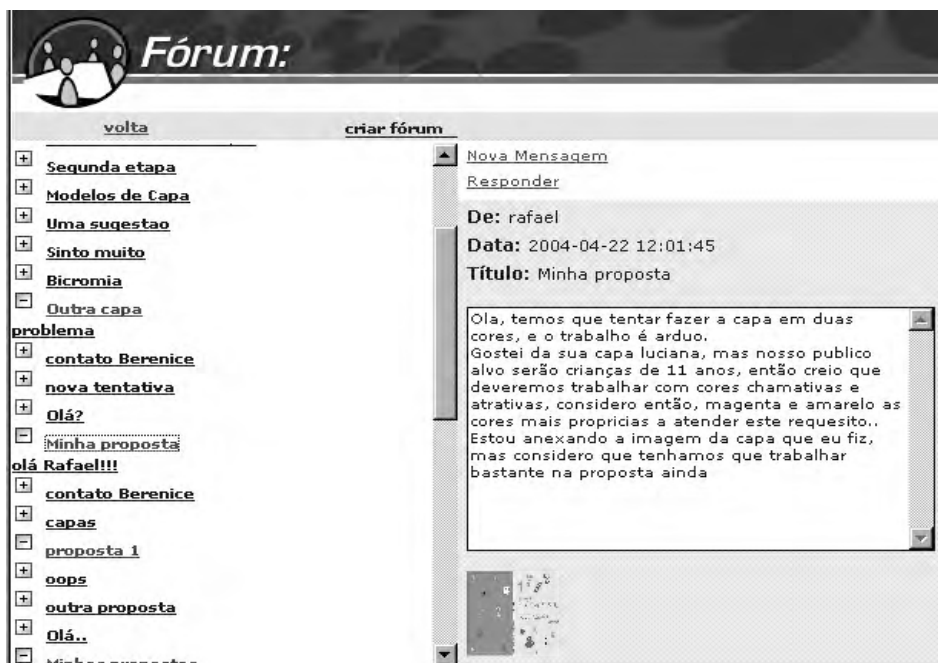 Fórum:
volta
criar fórum
Segunda etapa
Modelos de Capa
Uma sugestao
Sinto muito
Bicromia
Outra capa
problema
contato Berenice
nova tentativa
Olá?
Minha proposta
olá Rafael!!!
contato Berenice
capas
proposta 1
oops
outra proposta
Olá..
Minhas propostas
Nova Mensagem
Responder
De: rafael
Data: 2004-04-22 12:01:45
Título: Minha proposta
Ola, temos que tentar fazer a capa em duas
cores, e o trabalho é arduo.
Gostei da sua capa luciana, mas nosso publico
alvo serão crianças de 11 anos, então creio que
deveremos trabalhar com cores chamativas e
atrativas, considero então, magenta e amarelo as
cores mais propricias a atender este requesito..
Estou anexando a imagem da capa que eu fiz,
mas considero que tenhamos que trabalhar
bastante na proposta ainda